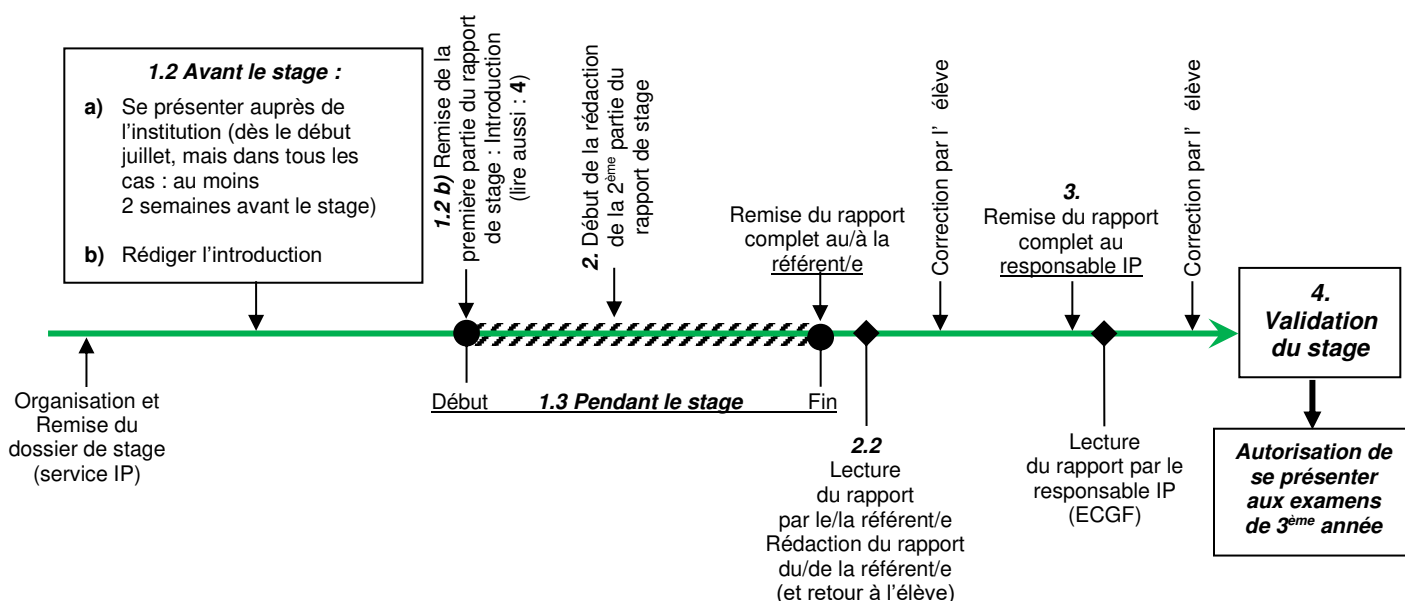 1.2 Avant le stage :
a) Se présenter auprès de
l'institution (dès le début
juillet, mais dans tous les
cas : au moins
2 semaines avant le stage)
b) Rédiger l'introduction
1.2 b) Remise de la
première partie du rapport
de stage : Introduction
(lire aussi : 4)
2. Début de la rédaction
de la 2ème partie du
rapport de stage
Remise du rapport
complet au/à la
référent/e
Correction par l' élève
3.
Remise du rapport
complet au
responsable IP
Correction par l' élève
4.
Validation
du stage
Organisation et
Remise du
dossier de stage
(service IP)
Début 1.3 Pendant le stage Fin
2.2
Lecture
du rapport
par le/la référent/e
Rédaction du rapport
du/de la référent/e
(et retour à l'élève)
Lecture
du rapport par le
responsable IP
(ECGF)
Autorisation de
se présenter
aux examens
de 3ème année